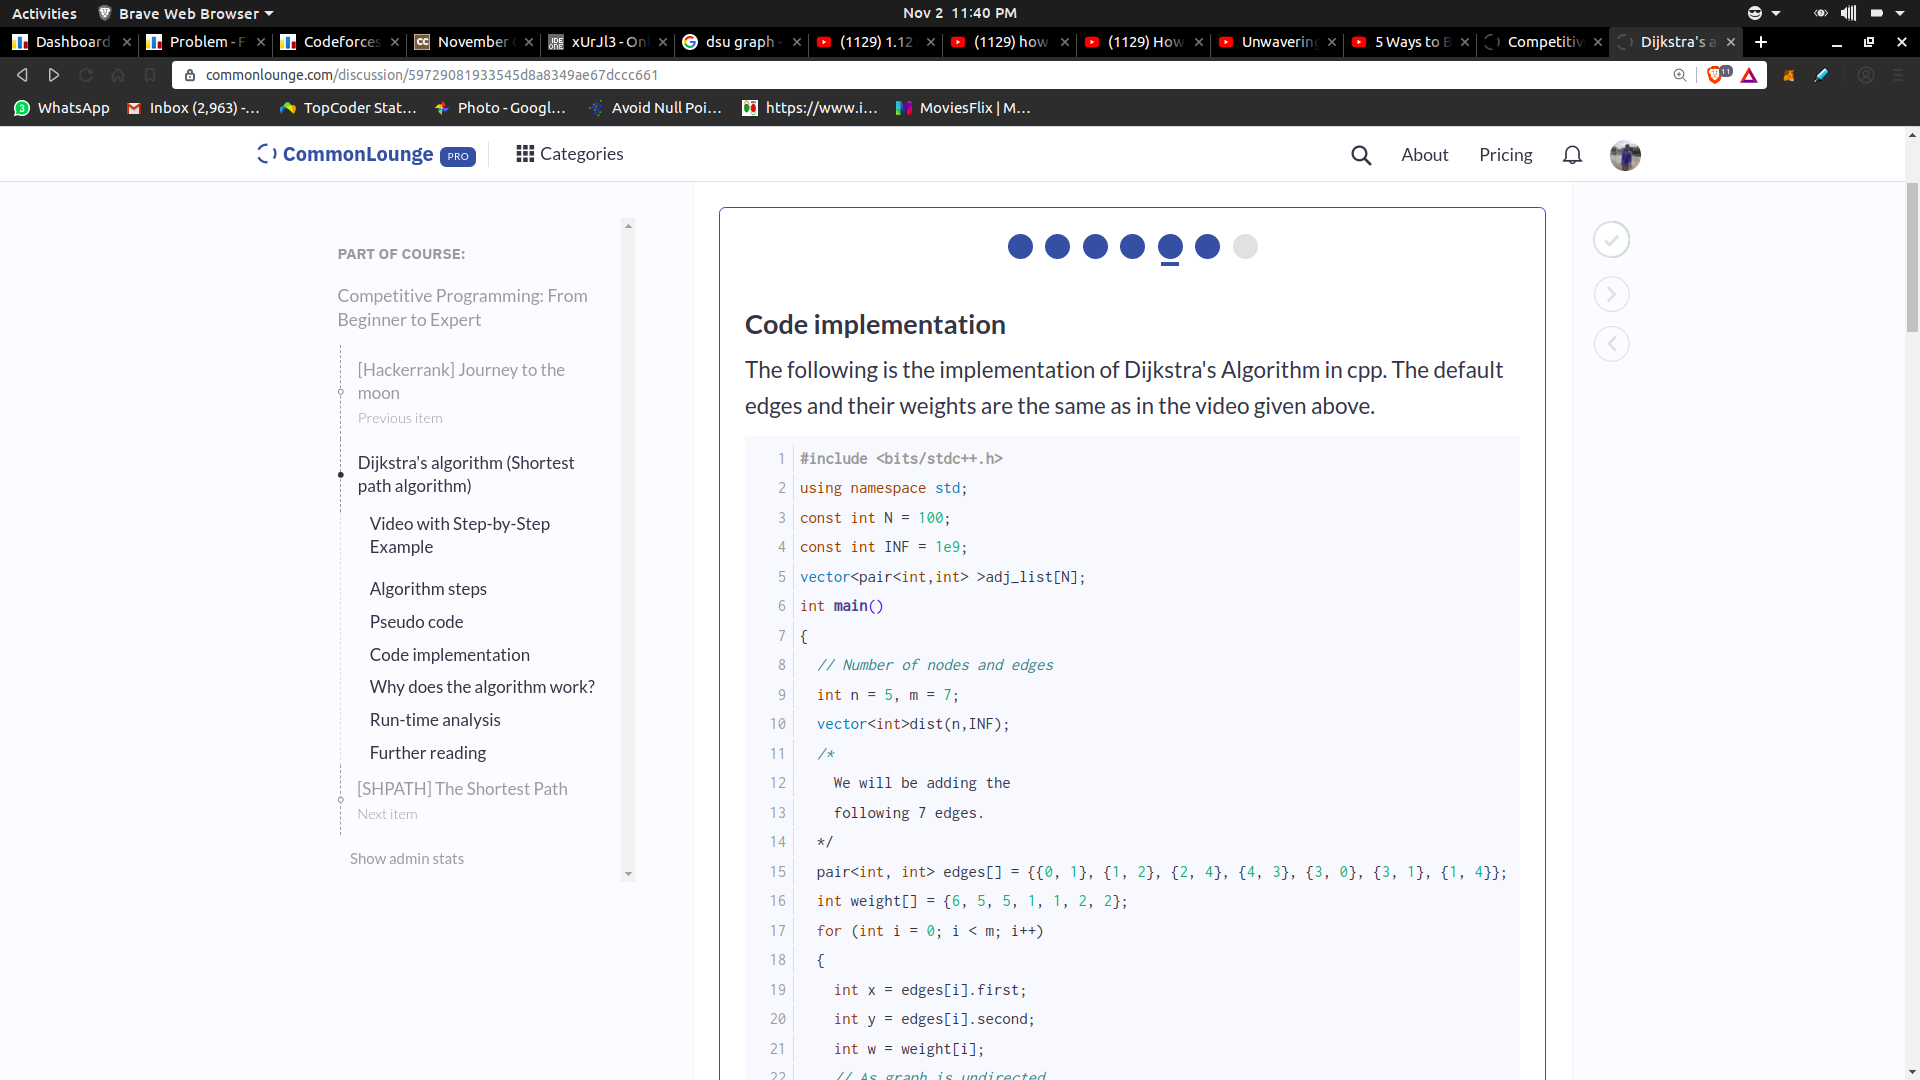 Activities
Brave Web Browser
Nov 2 11:40 PM
Dashboard
Problem - F
Codeforces
November
xUrJl3 - Onl
dsu graph -
(1129) 1.12
(1129) how
(1129) How
Unwavering
5 Ways to B
Competitiv
Dijkstra's a
commonlounge.com/discussion/59729081933545d8a8349ae67dccc661
11
WhatsApp
Inbox (2,963) -...
TopCoder Stat...
Photo - Googl...
Avoid Null Poi...
https://www.i...
MoviesFlix | M...
CommonLounge PRO
Categories
About
Pricing
PART OF COURSE:
Competitive Programming: From
Beginner to Expert
[Hackerrank] Journey to the
moon
Previous item
Dijkstra's algorithm (Shortest
path algorithm)
Video with Step-by-Step
Example
Algorithm steps
Pseudo code
Code implementation
Why does the algorithm work?
Run-time analysis
Further reading
[SHPATH] The Shortest Path
Next item
Show admin stats
Code implementation
The following is the implementation of Dijkstra's Algorithm in cpp. The default
edges and their weights are the same as in the video given above.
1 #include <bits/stdc++.h>
2 using namespace std;
3 const int N = 100;
4 const int INF = 1e9;
5 vector<pair<int,int> >adj_list[N];
6 int main()
7 {
8 // Number of nodes and edges
9 int n = 5, m = 7;
10 vector<int>dist(n,INF);
11 /*
12 We will be adding the
13 following 7 edges.
14 */
15 pair<int, int> edges[] = {{0, 1}, {1, 2}, {2, 4}, {4, 3}, {3, 0}, {3, 1}, {1, 4}};
16 int weight[] = {6, 5, 5, 1, 1, 2, 2};
17 for (int i = 0; i < m; i++)
18 {
19 int x = edges[i].first;
20 int y = edges[i].second;
21 int w = weight[i];
22 // As graph is undirected